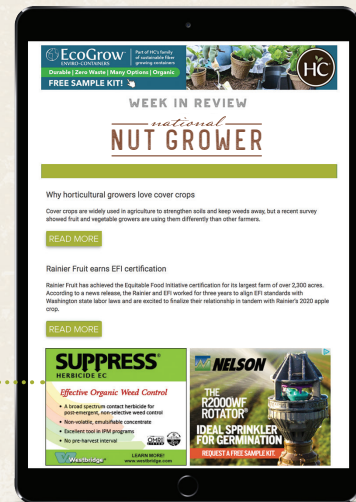 EcoGrow
ENVIRO-CONTAINERS
Part of HC's family
of sustainable fiber
growing containers
Durable | Zero Waste | Many Options | Organic
FREE SAMPLE KIT!
HC
WEEK IN REVIEW
national
NUT GROWER
Why horticultural growers love cover crops
Cover crops are widely used in agriculture to strengthen soils and keep weeds away, but a recent survey
showed fruit and vegetable growers are using them differently than other farmers.
READ MORE
Rainier Fruit earns EFI certification
Rainier Fruit has achieved the Equitable Food Initiative certification for its largest farm of over 2,300 acres.
According to a news release, the Rainier and EFI worked for three years to align EFI standards with
Washington state labor laws and are excited to finalize their relationship in tandem with Rainier's 2020 apple
crop.
READ MORE
SUPPRESS®
HERBICIDE EC
Effective Organic Weed Control
• A broad spectrum contact herbicide for
post-emergent, non-selective weed control
• Non-volatile, emulsifiable concentrate
• Excellent tool in IPM programs
• No pre-harvest interval
OMRI
Westbridge®
LEARN MORE!
www.westbridge.com
NELSON
THE
R2000WF
ROTATOR®
IDEAL SPRINKLER
FOR GERMINATION
REQUEST A FREE SAMPLE KIT.